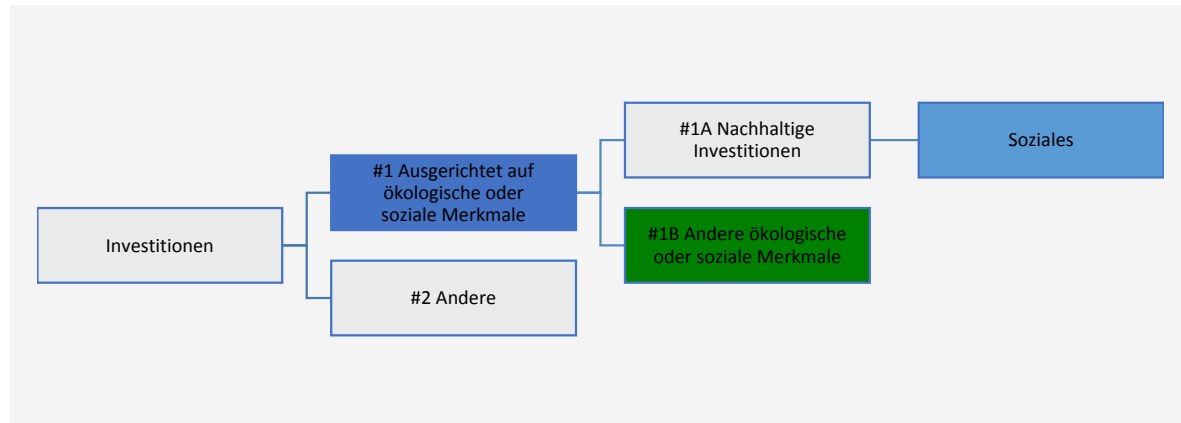 Investitionen
#1 Ausgerichtet auf
ökologische oder
soziale Merkmale
#2 Andere
#1A Nachhaltige
Investitionen
#1B Andere ökologische
oder soziale Merkmale
Soziales